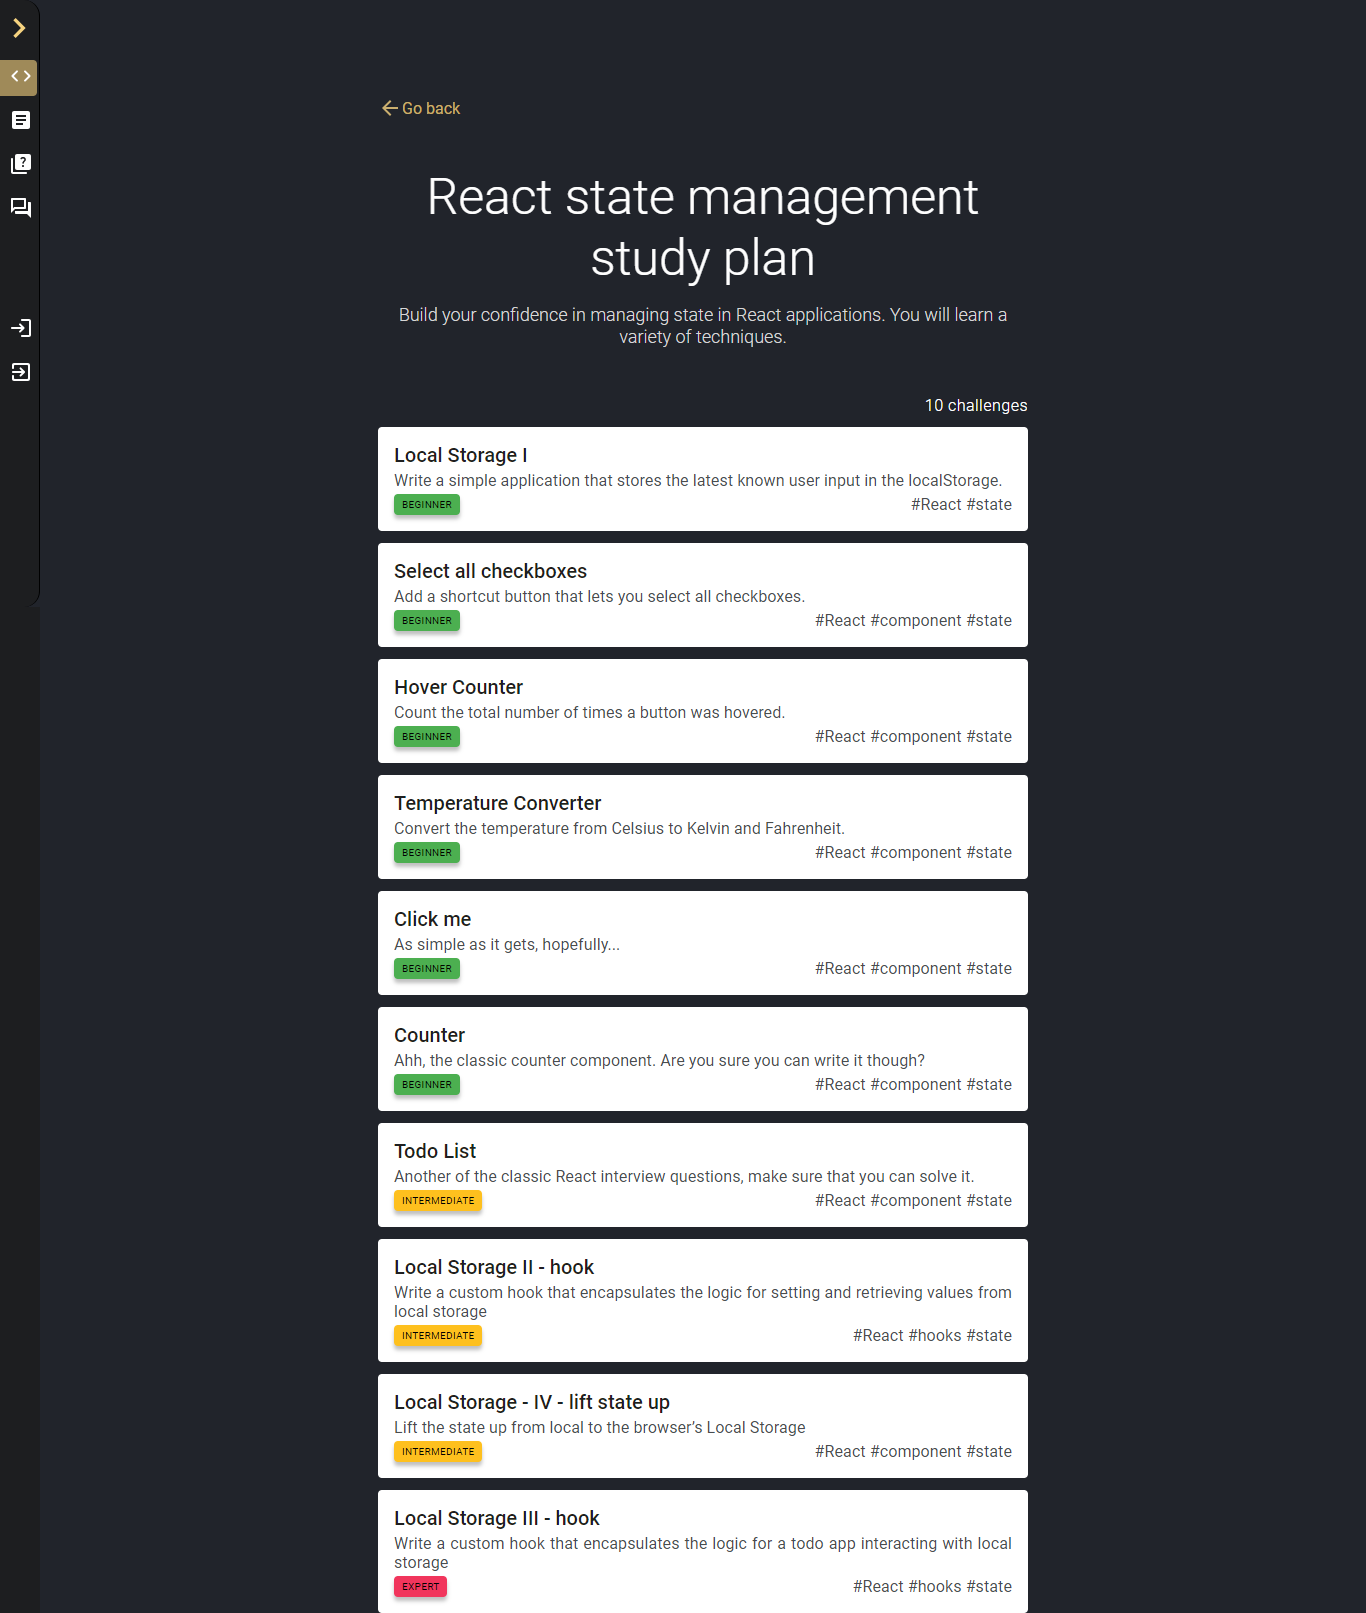 Go back
React state management
study plan
Build your confidence in managing state in React applications. You will learn a
variety of techniques.
10 challenges
Local Storage I
Write a simple application that stores the latest known user input in the localStorage.
BEGINNER #React #state
Select all checkboxes
Add a shortcut button that lets you select all checkboxes.
BEGINNER #React #component #state
Hover Counter
Count the total number of times a button was hovered.
BEGINNER #React #component #state
Temperature Converter
Convert the temperature from Celsius to Kelvin and Fahrenheit.
BEGINNER #React #component #state
Click me
As simple as it gets, hopefully...
BEGINNER #React #component #state
Counter
Ahh, the classic counter component. Are you sure you can write it though?
BEGINNER #React #component #state
Todo List
Another of the classic React interview questions, make sure that you can solve it.
INTERMEDIATE #React #component #state
Local Storage II - hook
Write a custom hook that encapsulates the logic for setting and retrieving values from
local storage
INTERMEDIATE #React #hooks #state
Local Storage - IV - lift state up
Lift the state up from local to the browser’s Local Storage
INTERMEDIATE #React #component #state
Local Storage III - hook
Write a custom hook that encapsulates the logic for a todo app interacting with local
storage
EXPERT #React #hooks #state